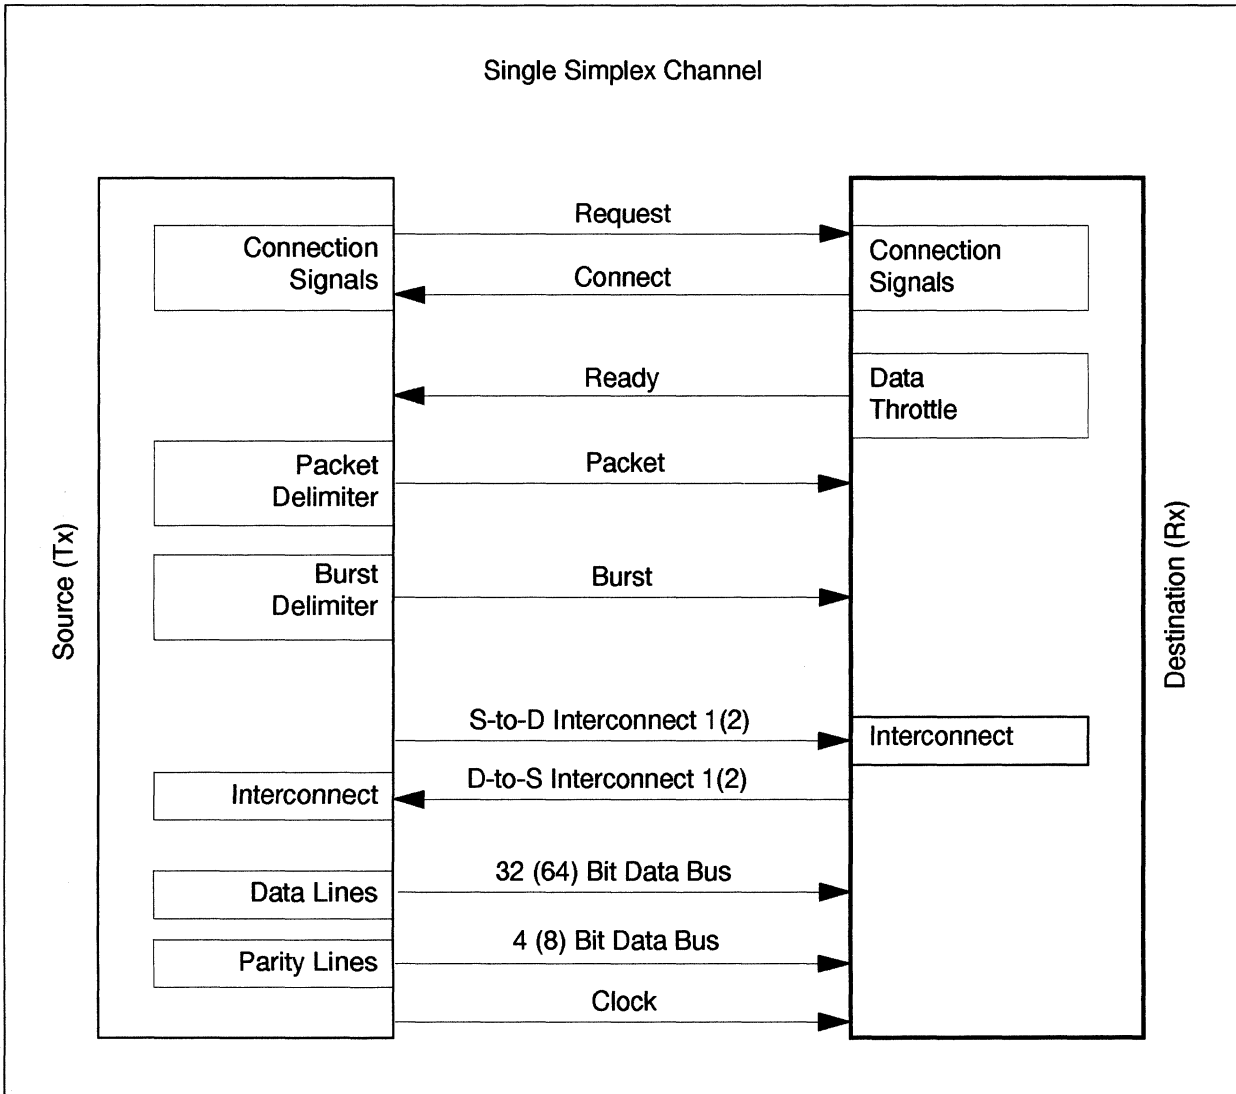 Single Simplex Channel
Request
Connection
Signals
Connection
Signals
Connect
Ready
Data
Throttle
Packet
Delimiter
Packet
Burst
Delimiter
Burst
Source (Tx)
Destination (Rx)
S-to-D Interconnect 1(2)
Interconnect
D-to-S Interconnect 1(2)
Interconnect
32 (64) Bit Data Bus
Data Lines
4 (8) Bit Data Bus
Parity Lines
Clock